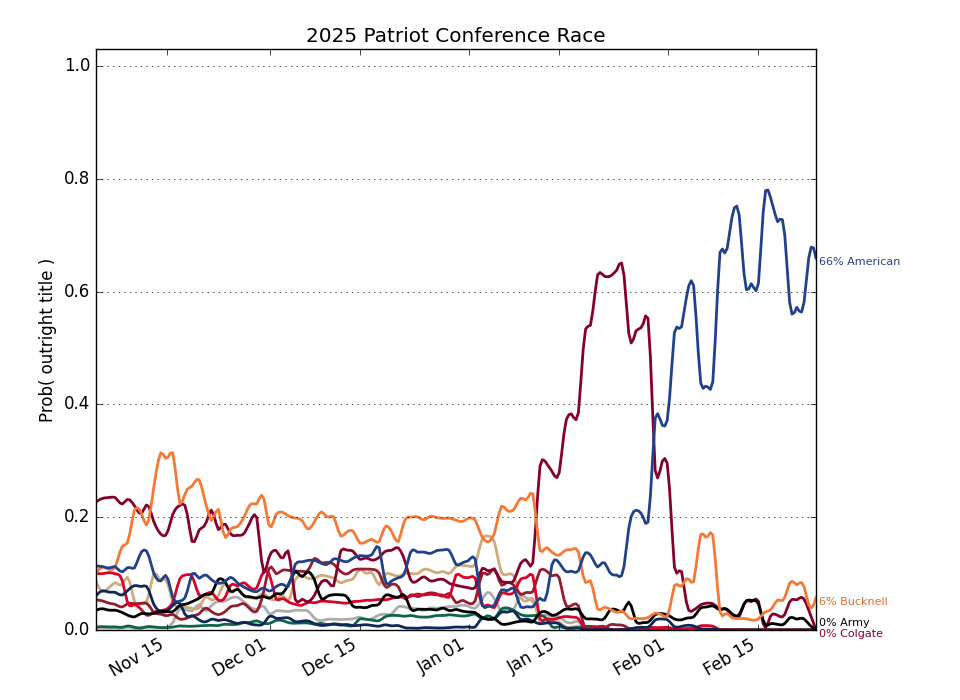 2025 Patriot Conference Race
1.0
0.8
0.6
0.4
0.2
0.0
Prob( outright title )
66% American
6% Bucknell
0% Army
0% Colgate
Nov 15
Dec 01
Dec 15
Jan 01
Jan 15
Feb 01
Feb 15